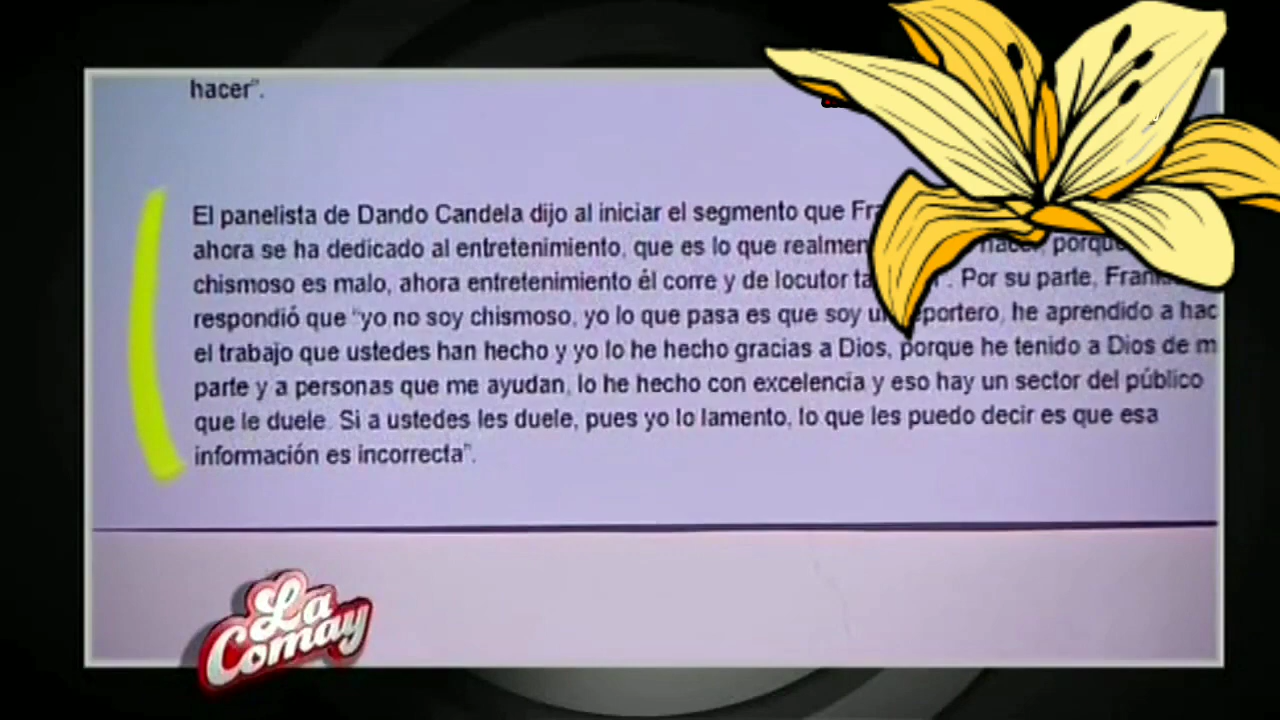 hacer”.
El panelista de Dando Candela dijo al iniciar el segmento que
ahora se ha dedicado al entretenimiento, que es lo que
chismoso es malo, ahora entretenimiento él corre y de locutor . Por su parte,
respondió que “yo no soy chismoso, yo lo que pasa es que soy he aprendido a
el trabajo que ustedes han hecho y yo lo he hecho gracias a Dios, porque he tenido a Dios de
parte y a personas que me ayudan, lo he hecho con excelencia y eso hay un sector del público
que le duele. Si a ustedes les duele, pues yo lo lamento, lo que les puedo decir es que esa
información es incorrecta”.
La
Comay